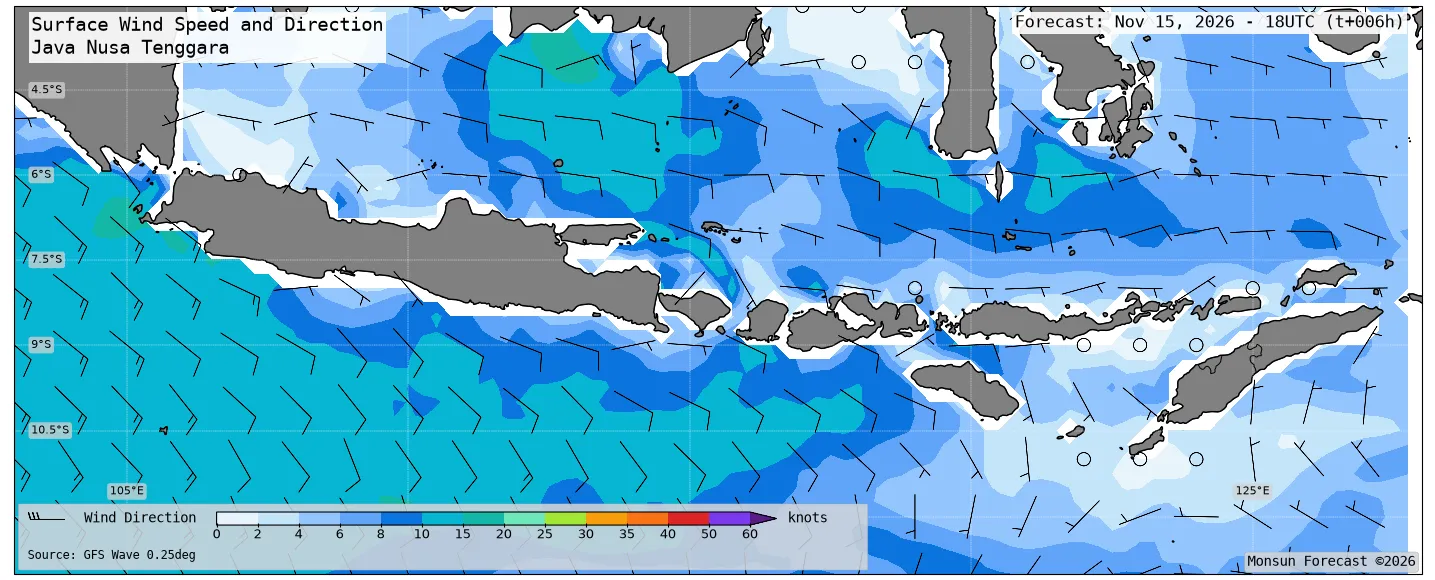 Surface Wind Speed and Direction
Java Nusa Tenggara
Forecast: Nov 15, 2026 - 18UTC (t+006h)
4.5°S
6°S
7.5°S
9°S
10.5°S
105°E
125°E
Wind Direction
0 2 4 6 8 10 15 20 25 30 35 40 50 60
knots
Source: GFS Wave 0.25deg
Monsun Forecast ©2026